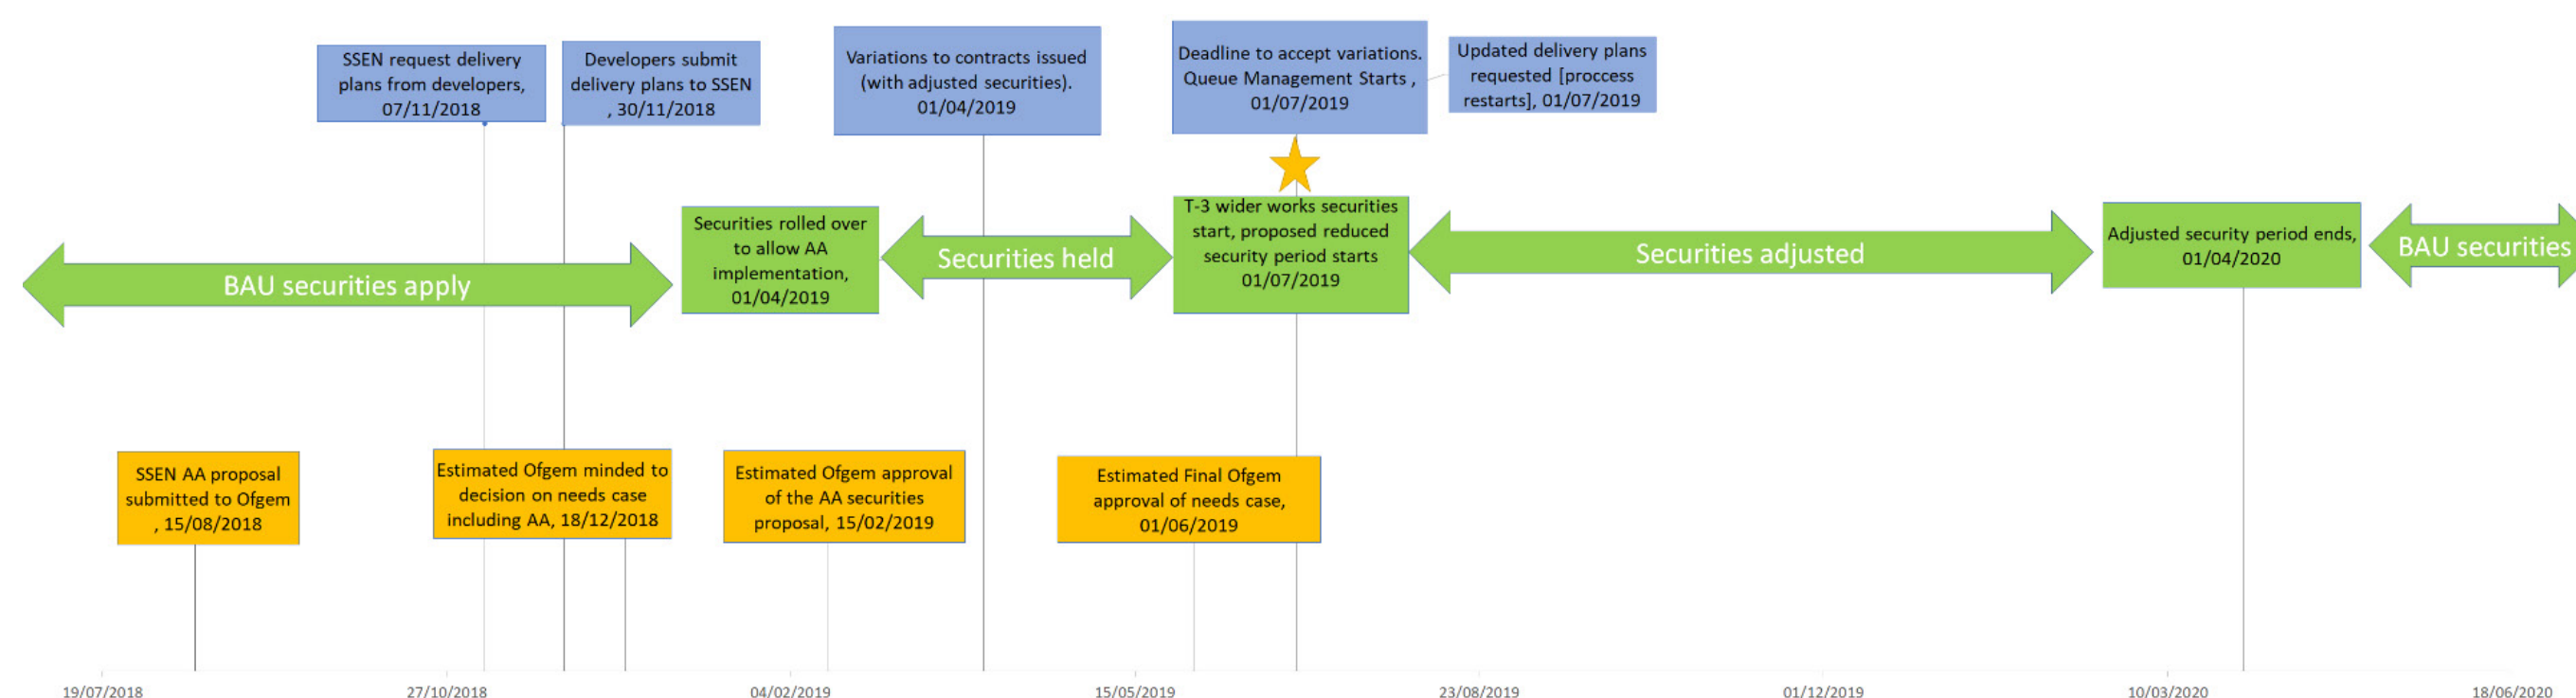 SSEN request delivery
plans from developers,
07/11/2018
Developers submit
delivery plans to SSEN
, 30/11/2018
Variations to contracts issued
(with adjusted securities).
01/04/2019
Deadline to accept variations.
Queue Management Starts ,
01/07/2019
Updated delivery plans
requested [proccess
restarts], 01/07/2019
BAU securities apply
Securities rolled over
to allow AA
implementation,
01/04/2019
Securities held
T-3 wider works securities
start, proposed reduced
security period starts
01/07/2019
Securities adjusted
Adjusted security period ends,
01/04/2020
BAU securities
SSEN AA proposal
submitted to Ofgem
, 15/08/2018
Estimated Ofgem minded to
decision on needs case
including AA, 18/12/2018
Estimated Ofgem approval
of the AA securities
proposal, 15/02/2019
Estimated Final Ofgem
approval of needs case,
01/06/2019
19/07/2018
27/10/2018
04/02/2019
15/05/2019
23/08/2019
01/12/2019
10/03/2020
18/06/2020